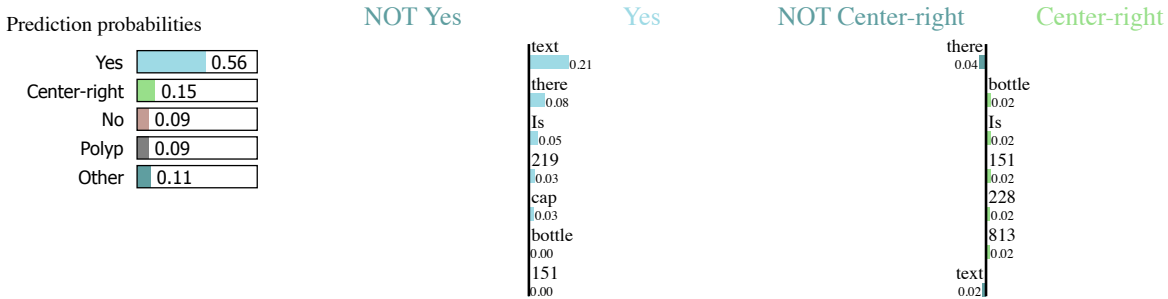 Prediction probabilities
Yes 0.56
Center-right 0.15
No 0.09
Polyp 0.09
Other 0.11
NOT Yes Yes
text
0.21
there
0.08
Is
0.05
219
0.03
cap
0.03
bottle
0.00
151
0.00
NOT Center-right Center-right
there
0.04
bottle
0.02
Is
0.02
151
0.02
228
0.02
813
0.02
text
0.02